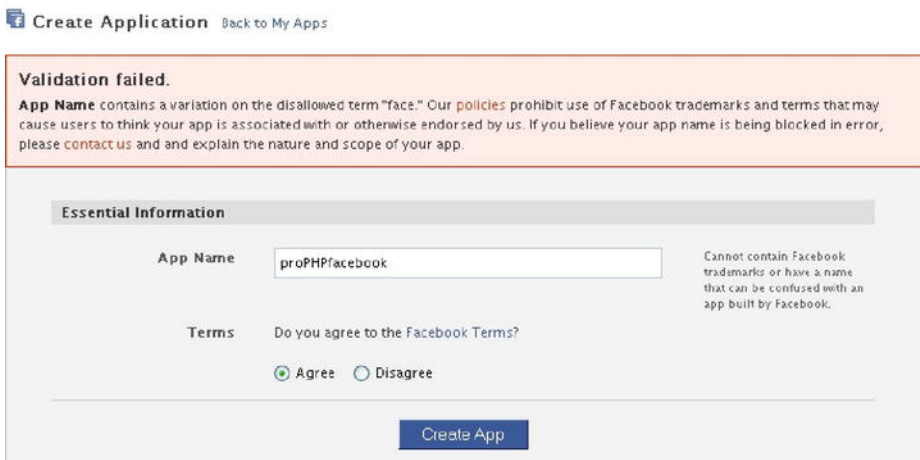 Create Application Back to My Apps
Validation failed.
App Name contains a variation on the disallowed term "face." Our policies prohibit use of Facebook trademarks and terms that may
cause users to think your app is associated with or otherwise endorsed by us. If you believe your app name is being blocked in error,
please contact us and and explain the nature and scope of your app.
Essential Information
App Name
proPHPfacebook
Cannot contain Facebook
trademarks or have a name
that can be confused with an
app built by Facebook.
Terms
Do you agree to the Facebook Terms?
Agree
Disagree
Create App